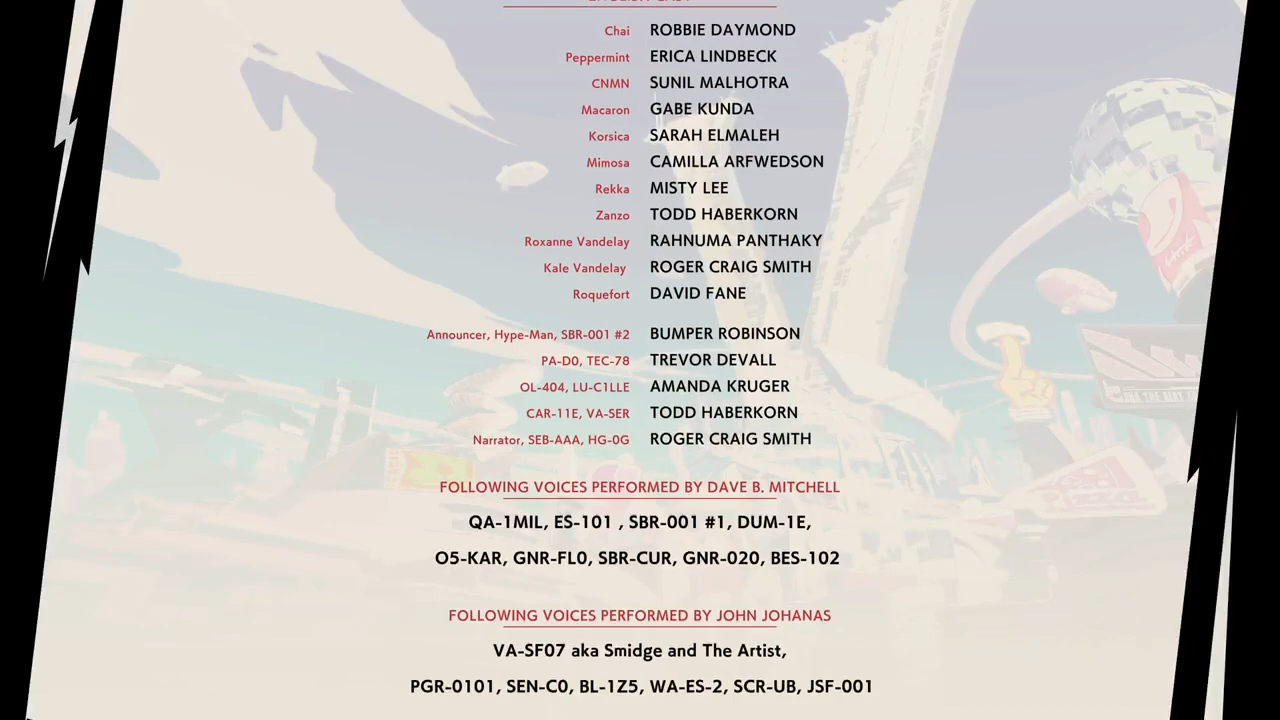 ENGLISH CAST
Chai ROBBIE DAYMOND
Peppermint ERICA LINDBECK
CNMN SUNIL MALHOTRA
Macaron GABE KUNDA
Korsica SARAH ELMALEH
Mimosa CAMILLA ARFWEDSON
Rekka MISTY LEE
Zanzo TODD HABERKORN
Roxanne Vandelay RAHNUMA PANTHAKY
Kale Vandelay ROGER CRAIG SMITH
Roquefort DAVID FANE
Announcer, Hype-Man, SBR-001 #2 BUMPER ROBINSON
PA-D0, TEC-78 TREVOR DEVALL
OL-404, LU-C1LLE AMANDA KRUGER
CAR-11E, VA-SER TODD HABERKORN
Narrator, SEB-AAA, HG-0G ROGER CRAIG SMITH
FOLLOWING VOICES PERFORMED BY DAVE B. MITCHELL
QA-1MIL, ES-101 , SBR-001 #1, DUM-1E,
O5-KAR, GNR-FL0, SBR-CUR, GNR-020, BES-102
FOLLOWING VOICES PERFORMED BY JOHN JOHANAS
VA-SF07 aka Smidge and The Artist,
PGR-0101, SEN-C0, BL-1Z5, WA-ES-2, SCR-UB, JSF-001